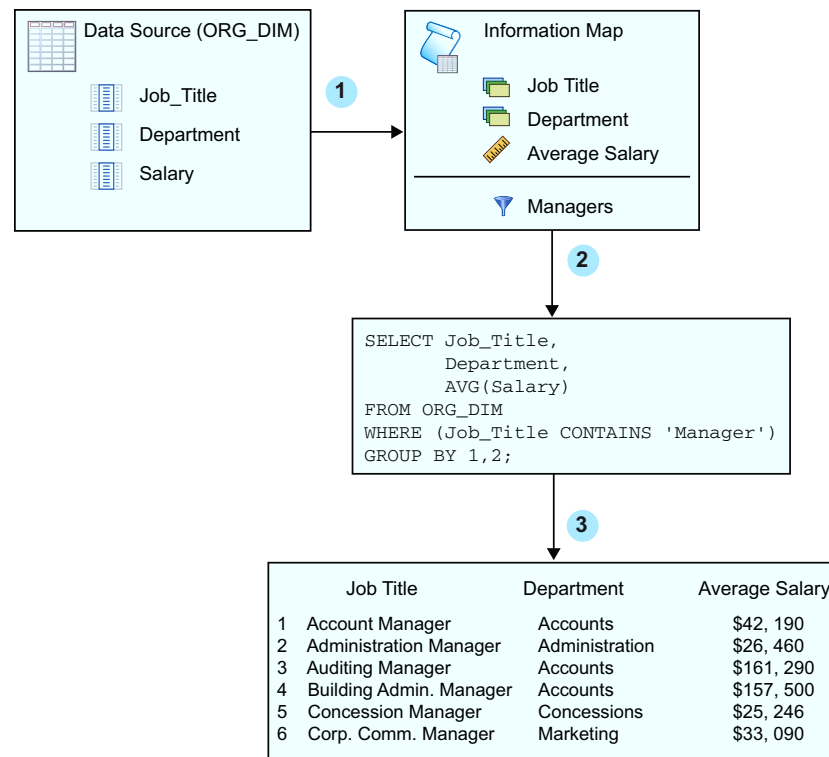 Data Source (ORG_DIM)
Job_Title
Department
Salary
1
Information Map
Job Title
Department
Average Salary
Managers
2
SELECT Job_Title,
Department,
AVG(Salary)
FROM ORG_DIM
WHERE (Job_Title CONTAINS 'Manager')
GROUP BY 1,2;
3
Job Title Department Average Salary
1 Account Manager Accounts $42, 190
2 Administration Manager Administration $26, 460
3 Auditing Manager Accounts $161, 290
4 Building Admin. Manager Accounts $157, 500
5 Concession Manager Concessions $25, 246
6 Corp. Comm. Manager Marketing $33, 090